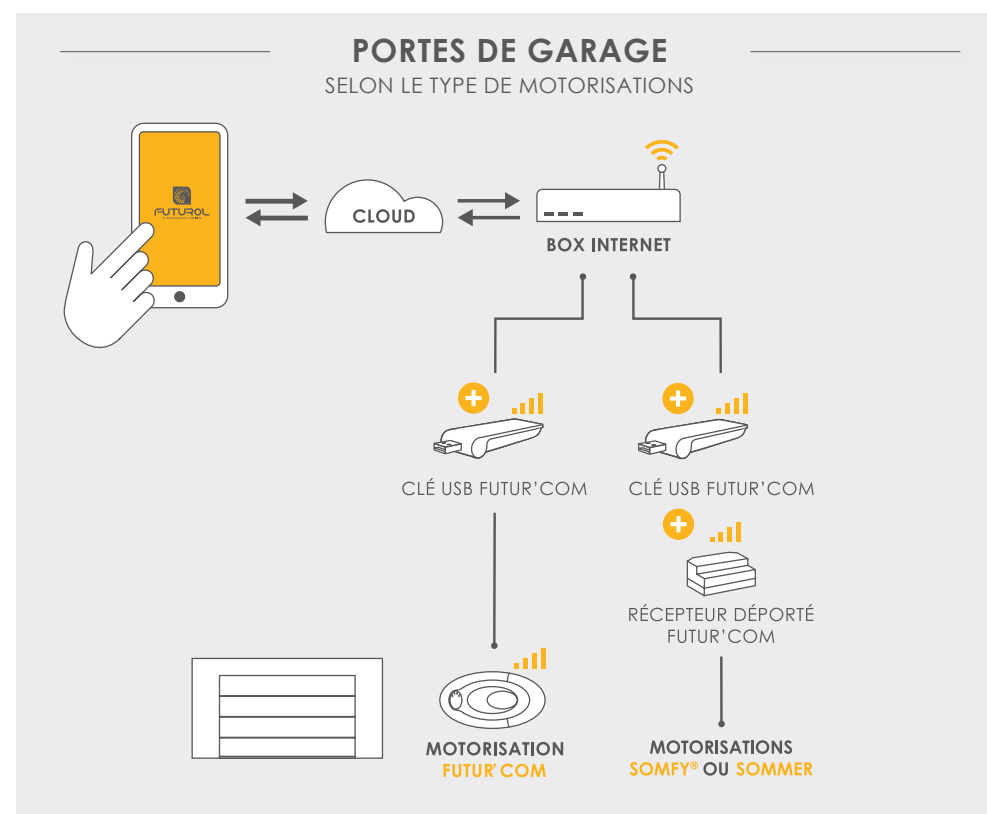 PORTES DE GARAGE
SELON LE TYPE DE MOTORISATIONS
FUTUROL
CLOUD
BOX INTERNET
CLÉ USB FUTUR'COM
CLÉ USB FUTUR'COM
RÉCEPTEUR DÉPORTÉ
FUTUR'COM
MOTORISATION
FUTUR'COM
MOTORISATIONS
SOMFY® OU SOMMER